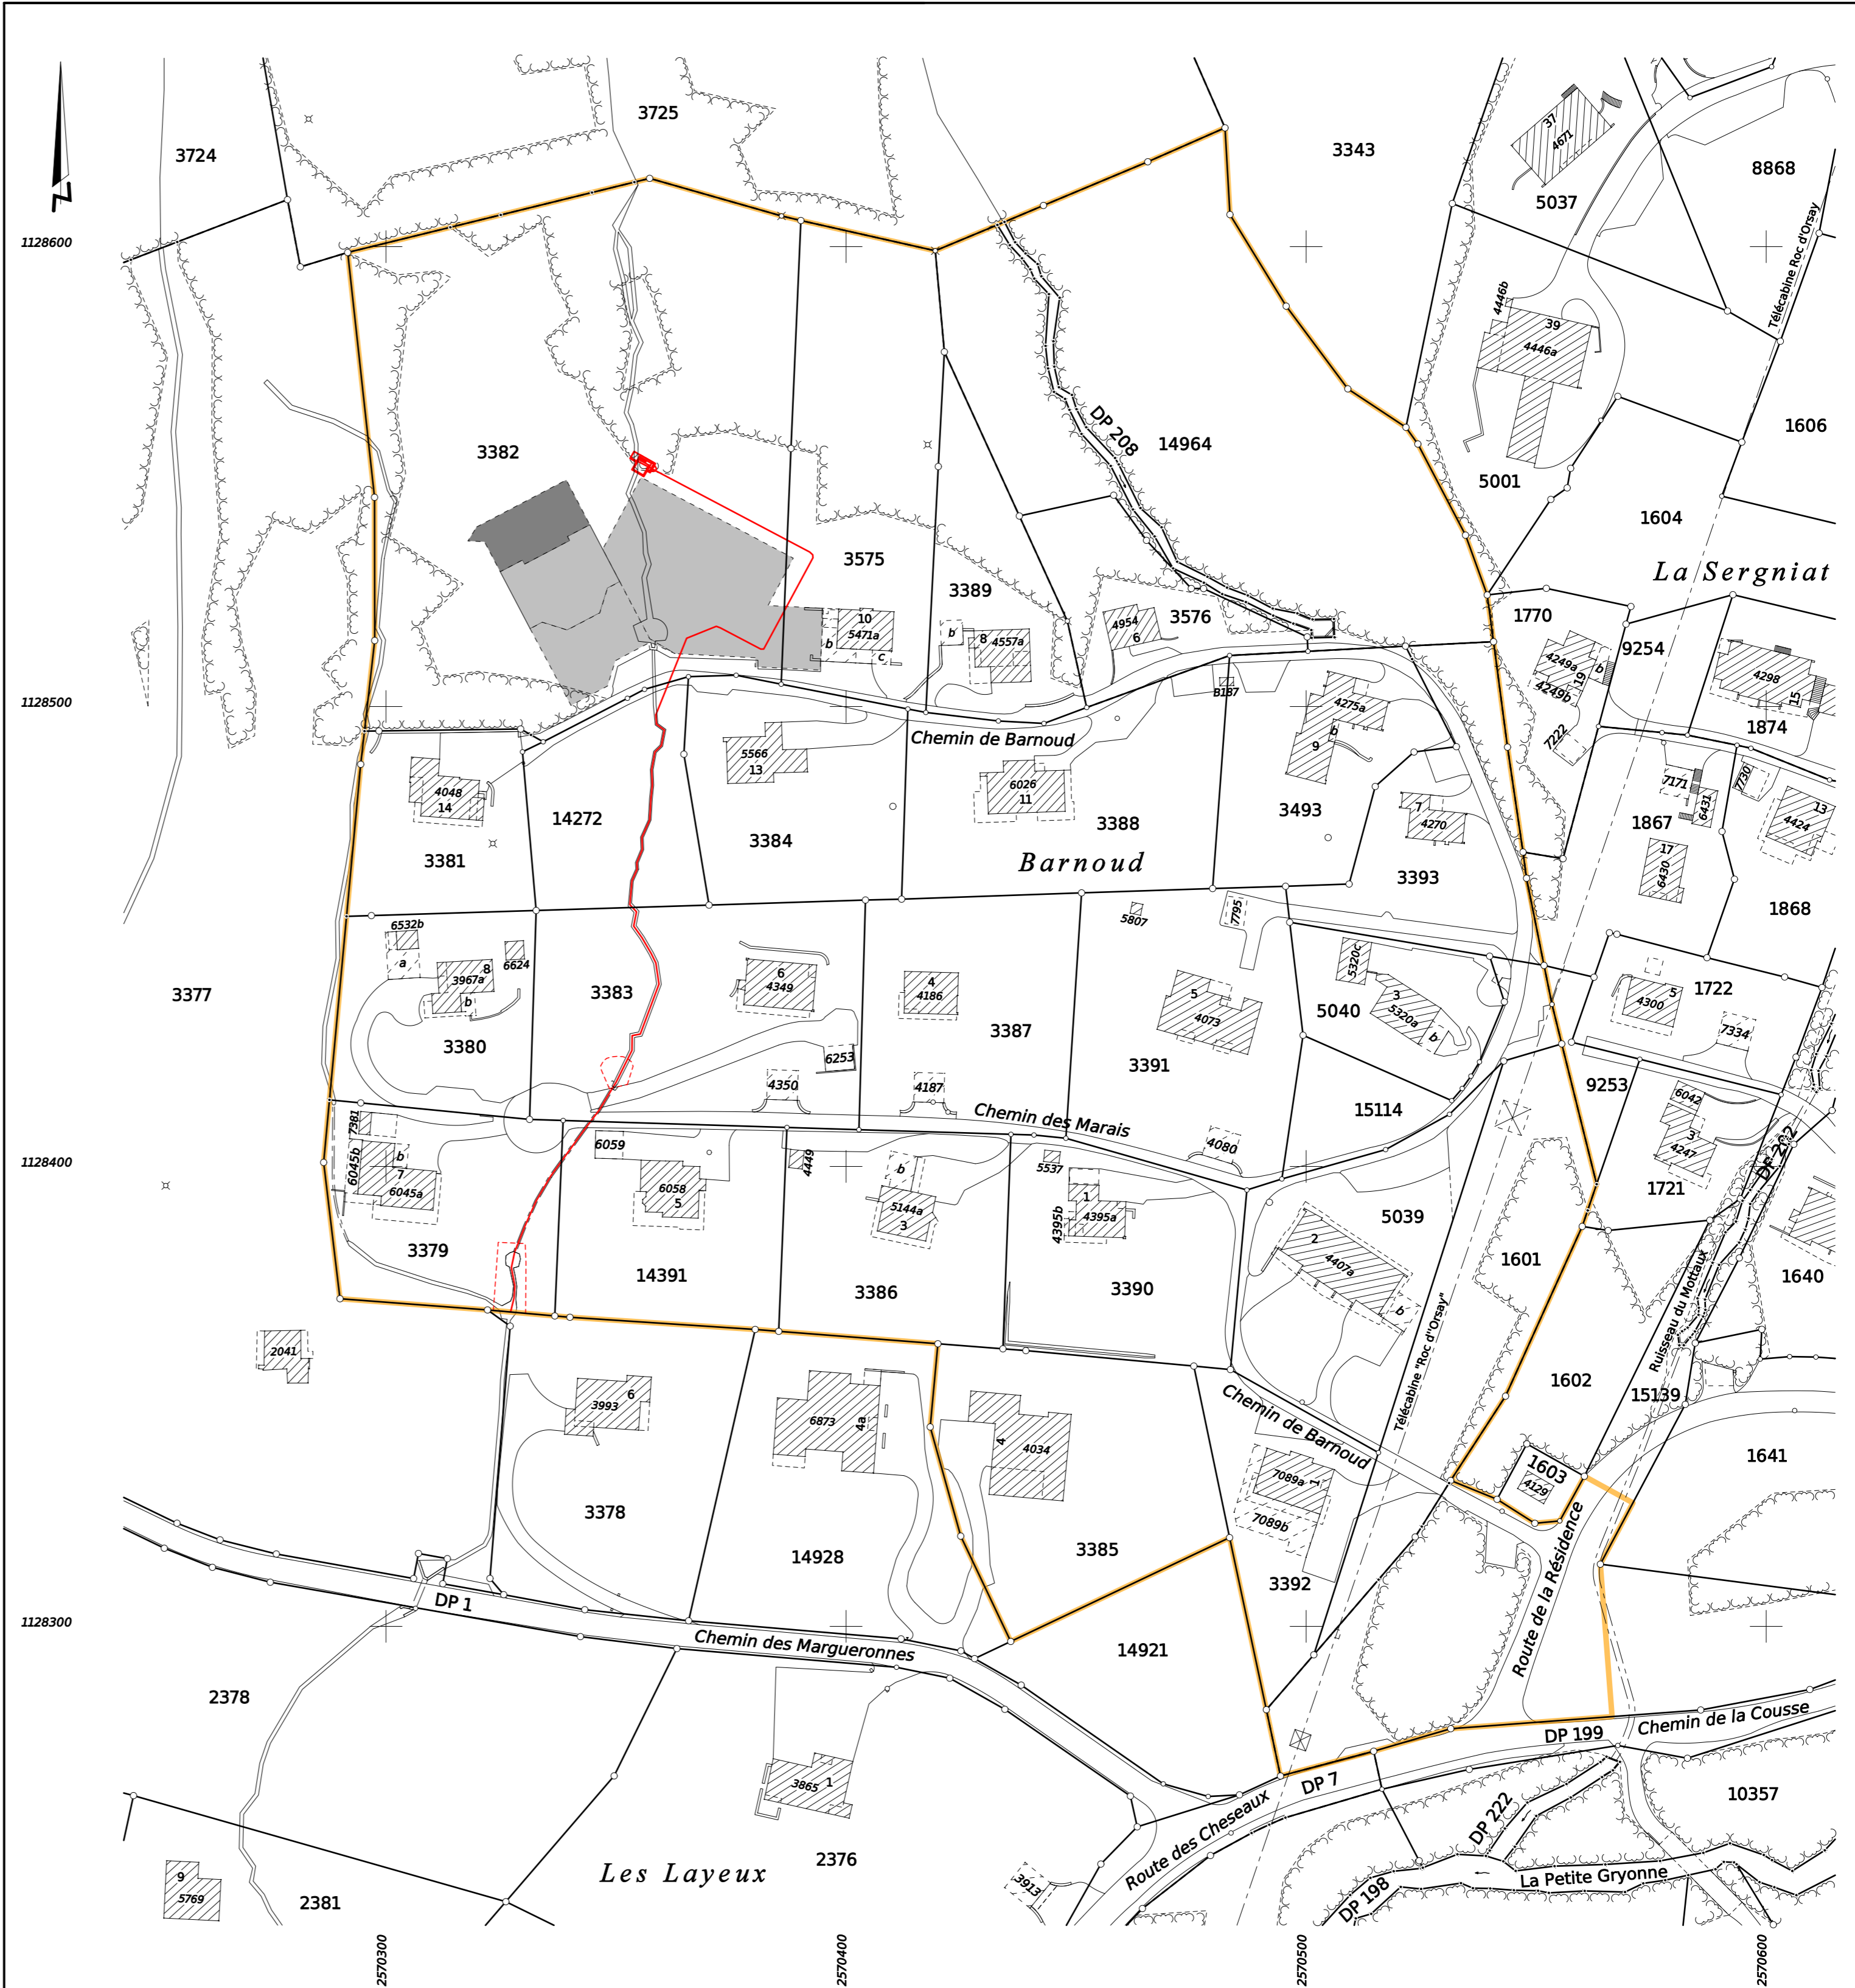 3725
3343
3724
8868
37
4671
5037
Télécabine Roc d'Orsay
1128600
4446b
39
4446a
1606
DP 208
14964
3382
5001
1604
3575
La Sergniat
3389
3576
1770
10
5471a
b
c
b
8
4557a
4954
6
9254
4249a
b
19
4249b
4298
15
1128500
B187
4275a
b
9
7222
1874
Chemin de Barnoud
5566
13
7171
7730
6431
4048
14
6026
11
7
4270
13
4424
14272
3384
3388
3493
1867
3381
Barnoud
17
6430
3393
1868
6532b
a
5807
7795
8
3967a
b
6624
6
4349
4
4186
5320c
3
5320a
b
5
4300
1722
3377
3383
3387
5
4073
5040
7334
3380
6253
3391
4350
4187
9253
6042
15114
Chemin des Marais
7381
6059
4080
3
4247
DP 222
1128400
6045b
b
7
6045a
4449
b
5537
6058
5
1
4395a
4395b
5144a
3
1721
5039
3379
2
4407a
b
1601
14391
3386
3390
Ruisseau du Mottaux
1640
Télécabine "Roc d"Orsay"
2041
1602
15139
6
3993
6873
4a
4
4034
Chemin de Barnoud
1603
4129
1641
7089a
1
7089b
3378
14928
3385
3392
Route de la Résidence
DP 1
1128300
Chemin des Margueronnes
14921
2378
Chemin de la Cousse
DP 199
DP 7
3865
1
Route des Cheseaux
DP 222
10357
2376
Les Layeux
9
5769
2381
3913
La Petite Gryonne
DP 198
2570300
2570400
2570500
2570600